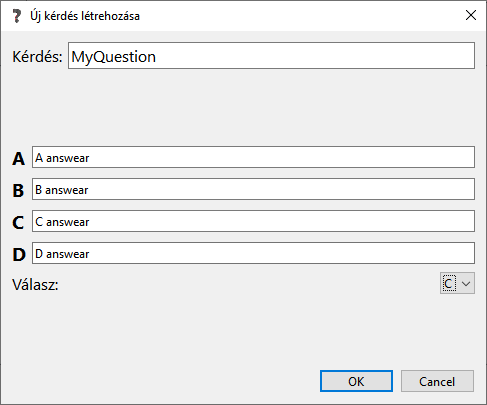 Új kérdés létrehozása
Kérdés: MyQuestion
A A answear
B B answear
C C answear
D D answear
Válasz: C
OK Cancel